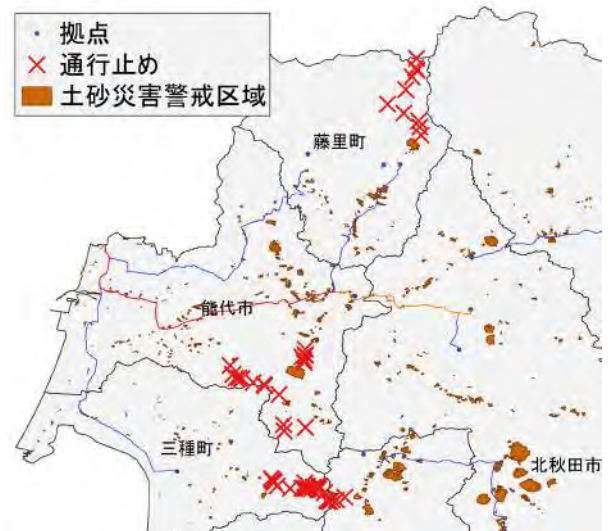 拠点
通行止め
土砂災害警戒区域
藤里町
能代市
三種町
北秋田市